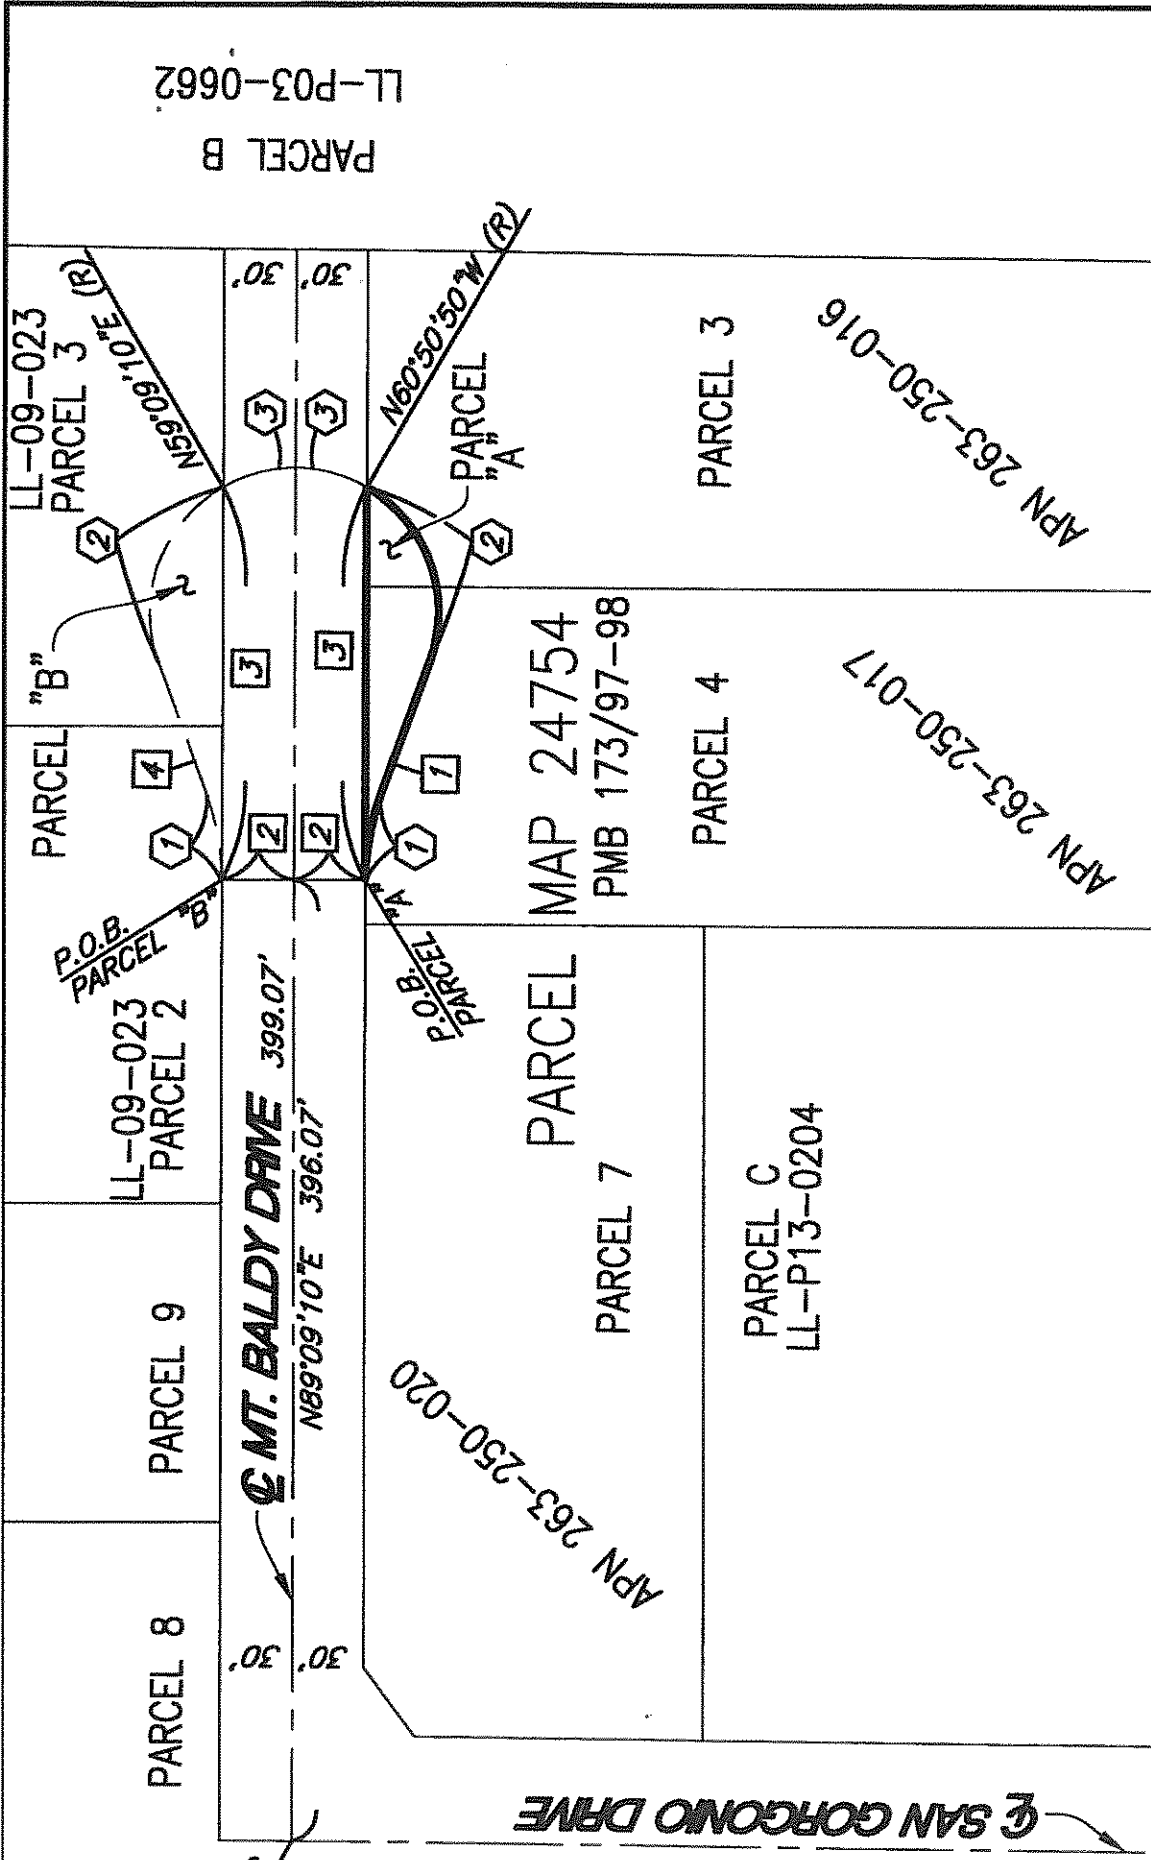 LL-P03-0662
PARCEL B
LL-09-023
PARCEL 3
N59°09'10"E (R)
30'
30'
N60°50'50"W (R)
3
3
2
2
PARCEL
"A"
PARCEL "B"
3
3
4
1
1
1
2
2
P.O.B.
PARCEL "B"
P.O.B.
PARCEL "A"
LL-09-023
PARCEL 2
PARCEL 9
PARCEL 8
℄ MT. BALDY DRIVE 399.07'
N89°09'10"E 396.07'
30'
30'
PARCEL MAP 24754
PMB 173/97-98
PARCEL 3
APN 263-250-016
PARCEL 4
APN 263-250-017
PARCEL 7
APN 263-250-020
PARCEL C
LL-P13-0204
℄ SAN GORGONIO DRIVE